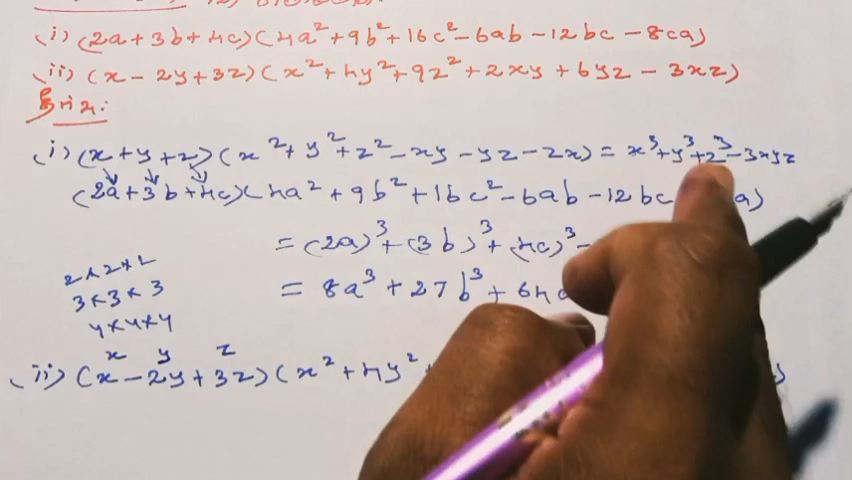 (i) (2a + 3b + 4c)(4a² + 9b² + 16c² - 6ab - 12bc - 8ca)
(ii) (x - 2y + 3z)(x² + 4y² + 9z² + 2xy + 6yz - 3xz)
(i) (x + y + z)(x² + y² + z² - xy - yz - zx) = x³ + y³ + z³ - 3xyz
(2a + 3b + 4c)(4a² + 9b² + 16c² - 6ab - 12bc a)
= (2a)³ + (3b)³ + (4c)³ -
2×2×2
3×3×3
4×4×4
= 8a³ + 27b³ + 64
x y z
(ii) (x - 2y + 3z)(x² + 4y² )